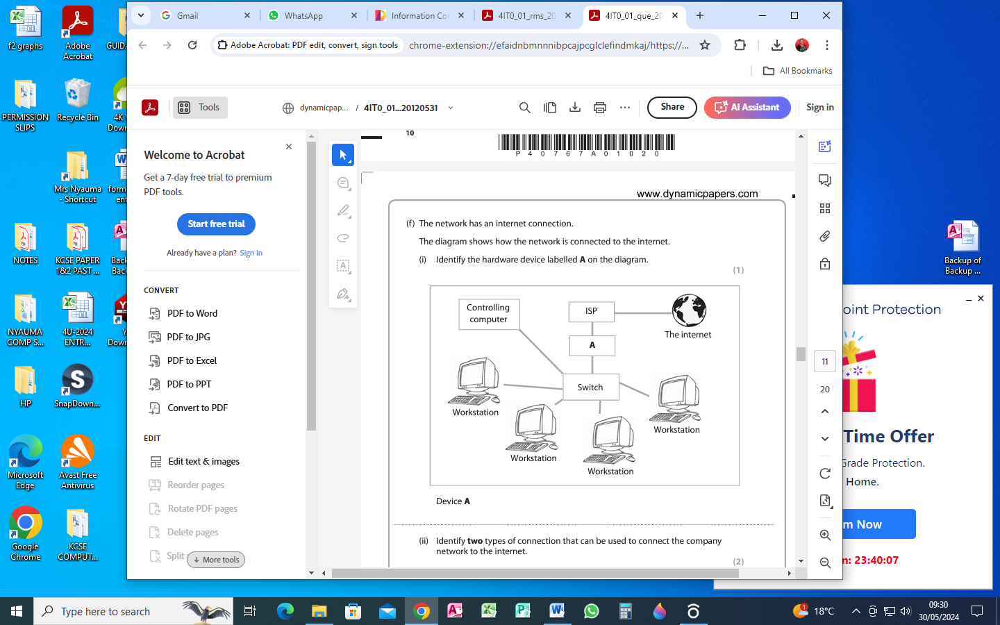 Gmail
WhatsApp
Information Co
4IT0_01_rms_20
4IT0_01_que_20
Adobe Acrobat: PDF edit, convert, sign tools
chrome-extension://efaidnbmnnnibpcajpcglclefindmkaj/https://...
All Bookmarks
Tools
dynamicpap...
/ 4IT0_01...20120531
Share
AI Assistant
Sign in
Welcome to Acrobat
Get a 7-day free trial to premium
PDF tools.
Start free trial
Already have a plan? Sign in
CONVERT
PDF to Word
PDF to JPG
PDF to Excel
PDF to PPT
Convert to PDF
EDIT
Edit text & images
Reorder pages
Rotate PDF pages
Delete pages
Split
More tools
10
P 4 0 7 6 7 A 0 1 0 2 0
www.dynamicpapers.com
(f) The network has an internet connection.
The diagram shows how the network is connected to the internet.
(i) Identify the hardware device labelled A on the diagram.
(1)
Controlling
computer
ISP
The internet
A
Switch
Workstation
Workstation
Workstation
Workstation
Device A
(ii) Identify two types of connection that can be used to connect the company
network to the internet.
(2)
11
20
f2 graphs
Adobe
Acrobat
GUID
PERMISSION
SLIPS
Recycle Bin
4K
Down
Mrs Nyauma
- Shortcut
form
ent
NOTES
KCSE PAPER
1&2 PAST ...
Back
Back
NYAUMA
COMP S...
4U-2024
ENTR...
Y
Down
HP
SnapDown...
Microsoft
Edge
Avast Free
Antivirus
Google
Chrome
KCSE
COMPUT...
Backup of
Backup ...
oint Protection
Time Offer
Grade Protection.
Home.
m Now
n: 23:40:07
Type here to search
1
18°C
09:30
30/05/2024